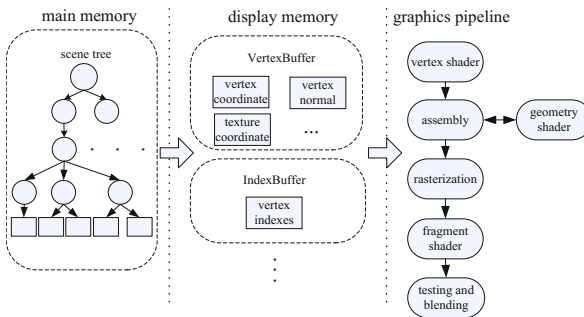 main memory
display memory
graphics pipeline
scene tree
. . .
VertexBuffer
vertex
coordinate
vertex
normal
texture
coordinate
...
IndexBuffer
vertex
indexes
vertex shader
assembly
geometry
shader
rasterization
fragment
shader
testing and
blending